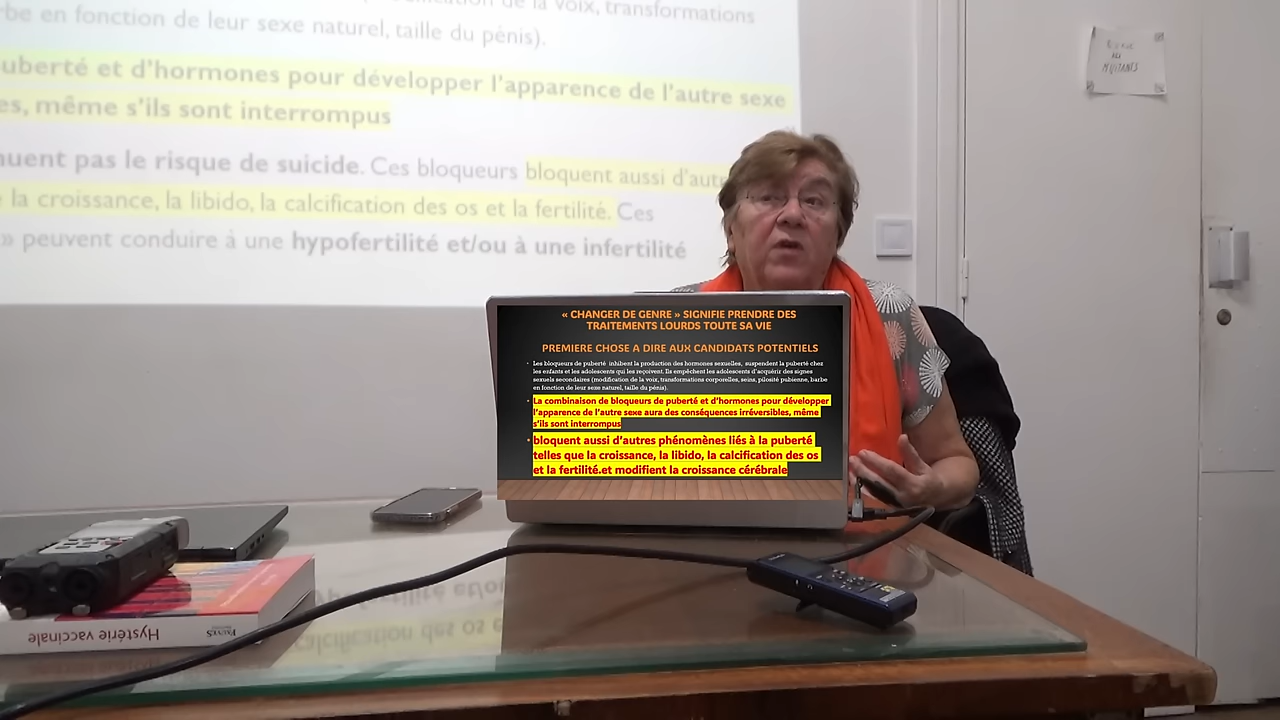 de la voix, transformations
be en fonction de leur sexe naturel, taille du pénis).
uberté et d'hormones pour développer l'apparence de l'autre sexe
es, même s'ils sont interrompus
nuent pas le risque de suicide. Ces bloqueurs bloquent aussi d'autr
la croissance, la libido, la calcification des os et la fertilité. Ces
» peuvent conduire à une hypofertilité et/ou à une infertilité
« CHANGER DE GENRE » SIGNIFIE PRENDRE DES
TRAITEMENTS LOURDS TOUTE SA VIE
PREMIERE CHOSE A DIRE AUX CANDIDATS POTENTIELS
• Les bloqueurs de puberté inhibent la production des hormones sexuelles, suspendent la puberté chez
les enfants et les adolescents qui les reçoivent. Ils empêchent les adolescents d'acquérir des signes
sexuels secondaires (modification de la voix, transformations corporelles, seins, pilosité pubienne, barbe
en fonction de leur sexe naturel, taille du pénis).
• La combinaison de bloqueurs de puberté et d'hormones pour développer
l'apparence de l'autre sexe aura des conséquences irréversibles, même
s'ils sont interrompus
• bloquent aussi d'autres phénomènes liés à la puberté
telles que la croissance, la libido, la calcification des os
et la fertilité.et modifient la croissance cérébrale
Hystérie vaccinale
FAUVES